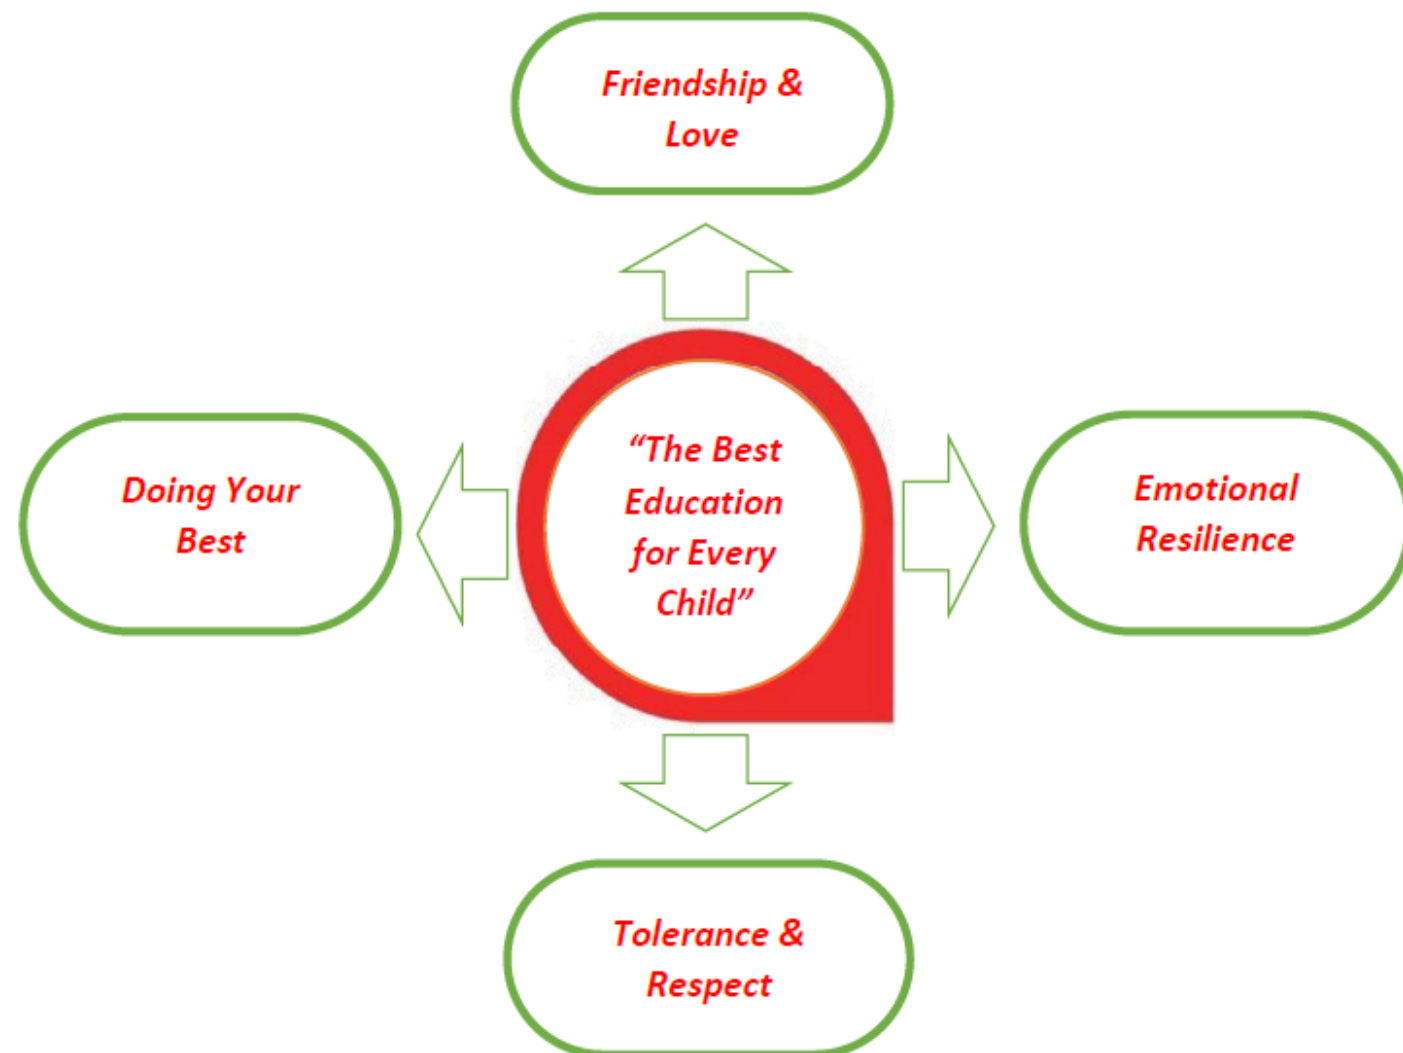 Friendship &
Love
Doing Your
Best
“The Best
Education
for Every
Child”
Emotional
Resilience
Tolerance &
Respect